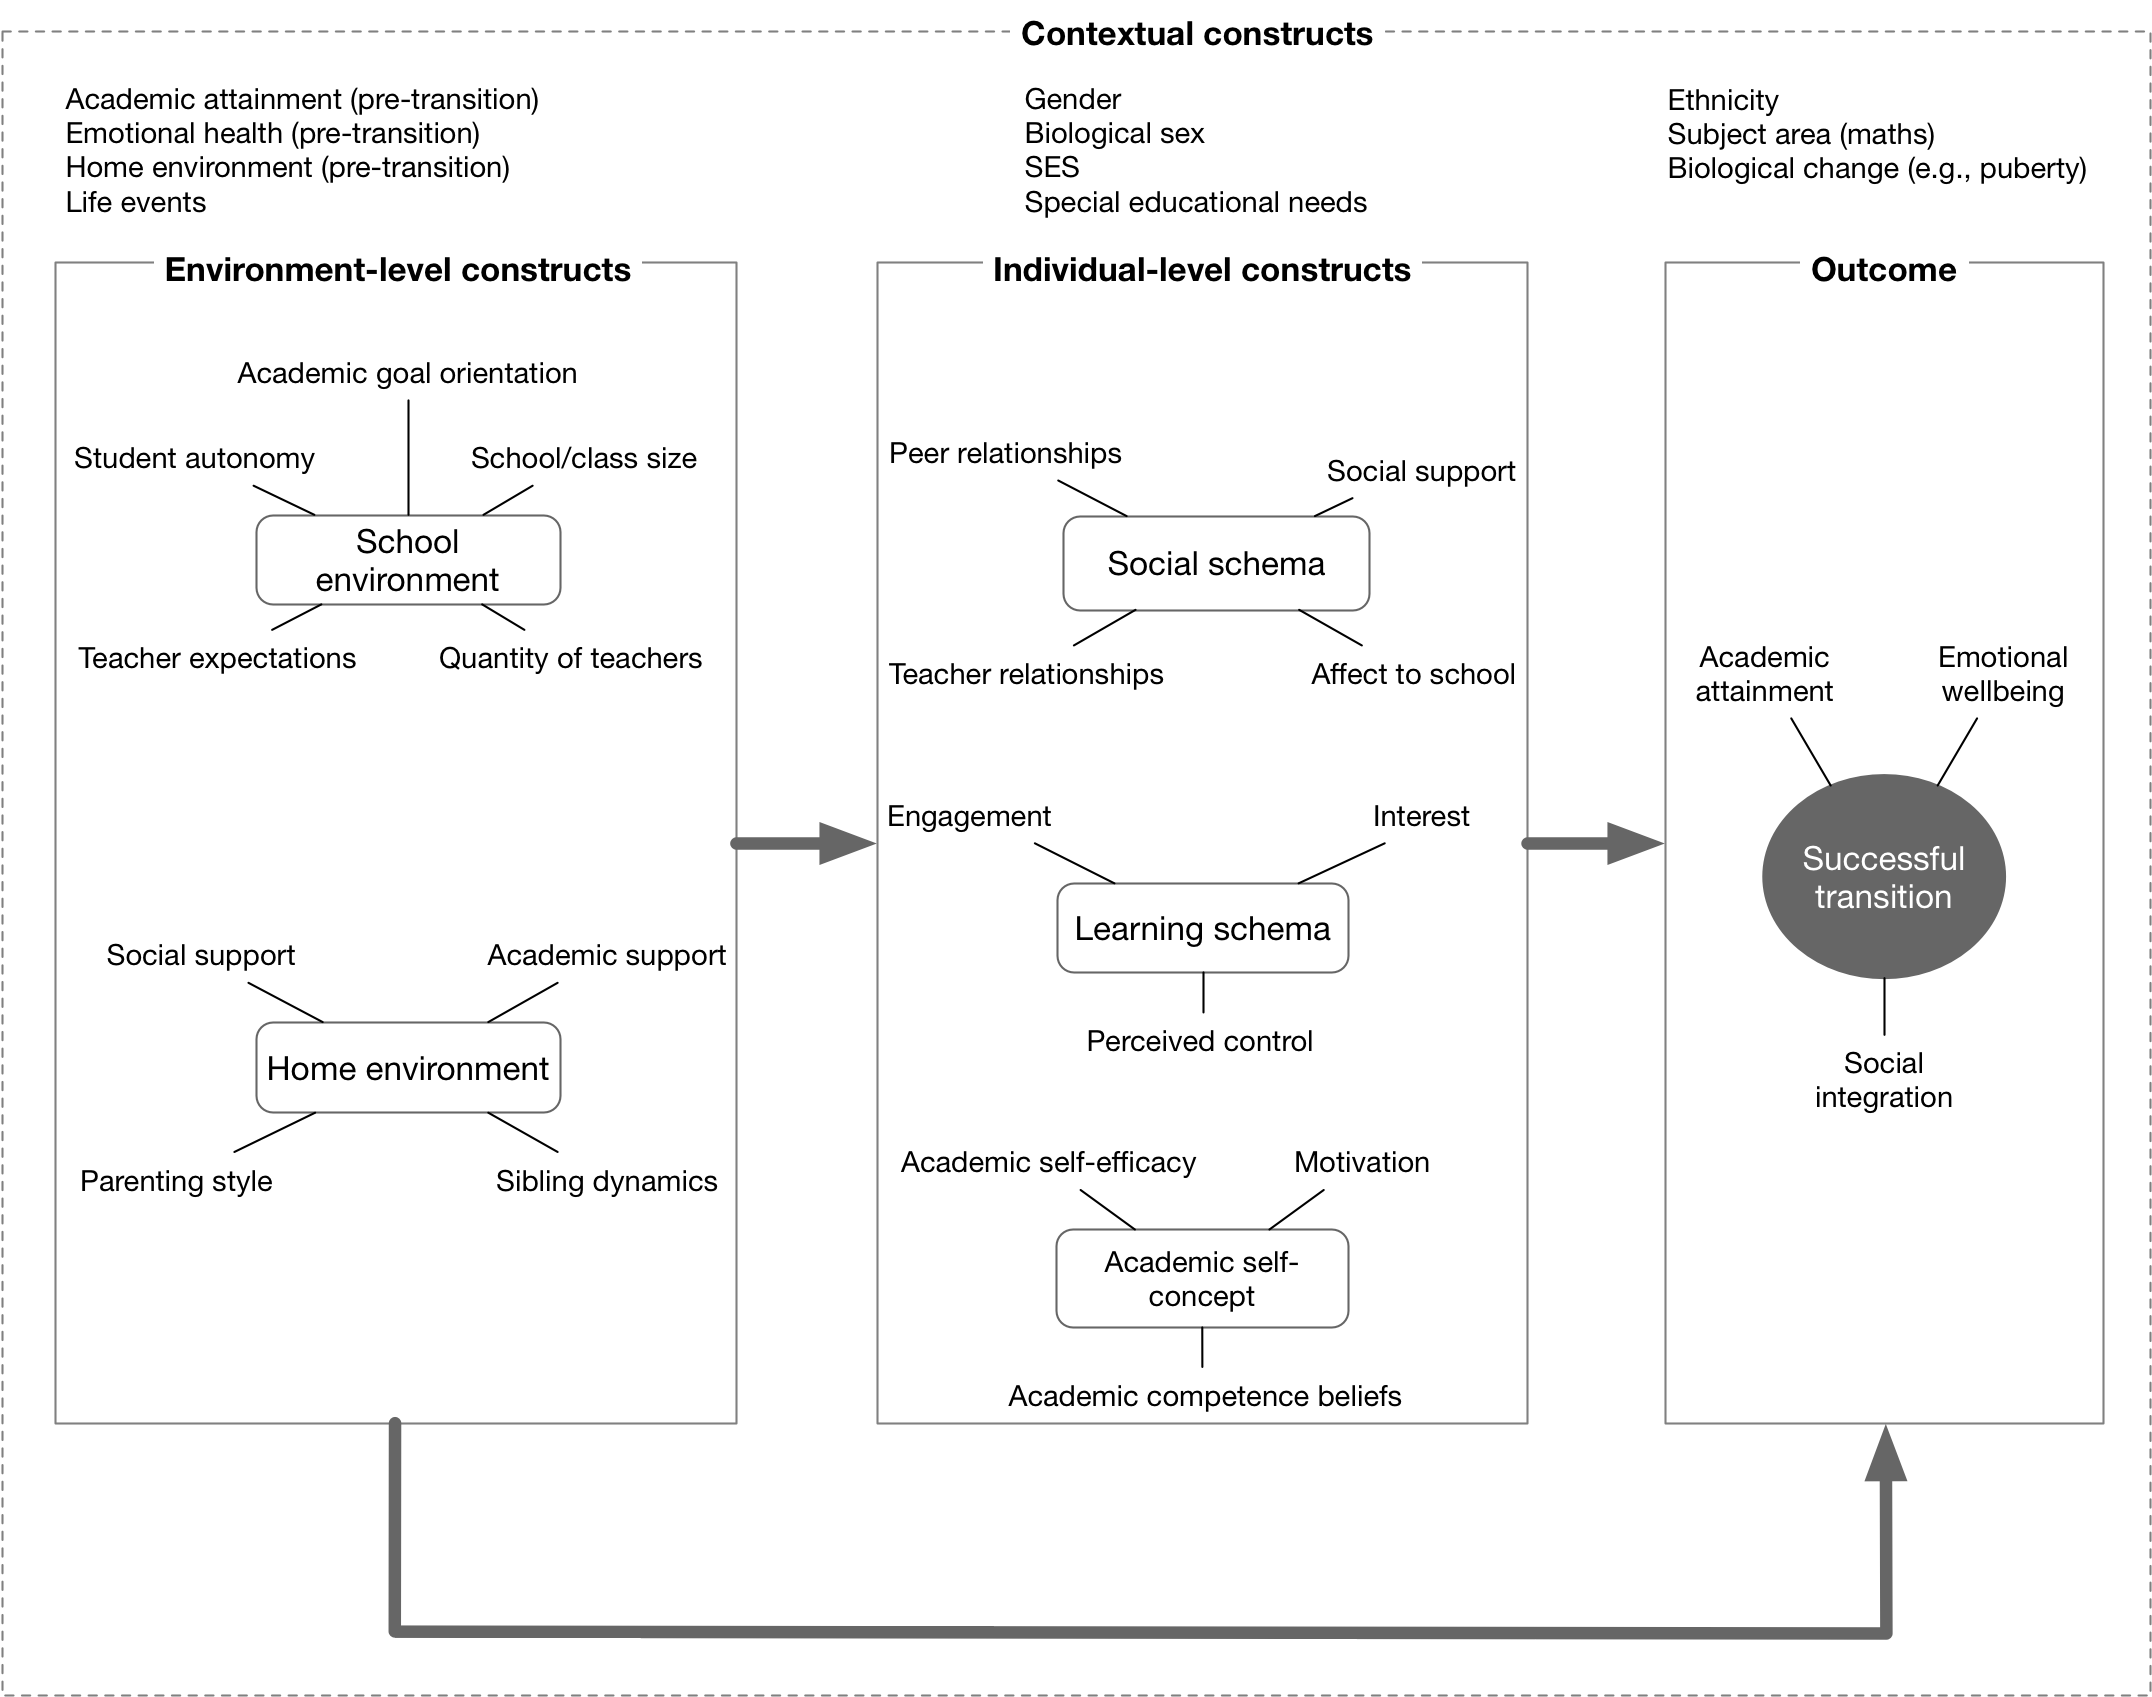 Contextual constructs
Academic attainment (pre-transition)
Emotional health (pre-transition)
Home environment (pre-transition)
Life events
Gender
Biological sex
SES
Special educational needs
Ethnicity
Subject area (maths)
Biological change (e.g., puberty)
Environment-level constructs
Academic goal orientation
Student autonomy
School/class size
School
environment
Teacher expectations
Quantity of teachers
Social support
Academic support
Home environment
Parenting style
Sibling dynamics
Individual-level constructs
Peer relationships
Social support
Social schema
Teacher relationships
Affect to school
Engagement
Interest
Learning schema
Perceived control
Academic self-efficacy
Motivation
Academic self-
concept
Academic competence beliefs
Outcome
Academic
attainment
Emotional
wellbeing
Successful
transition
Social
integration